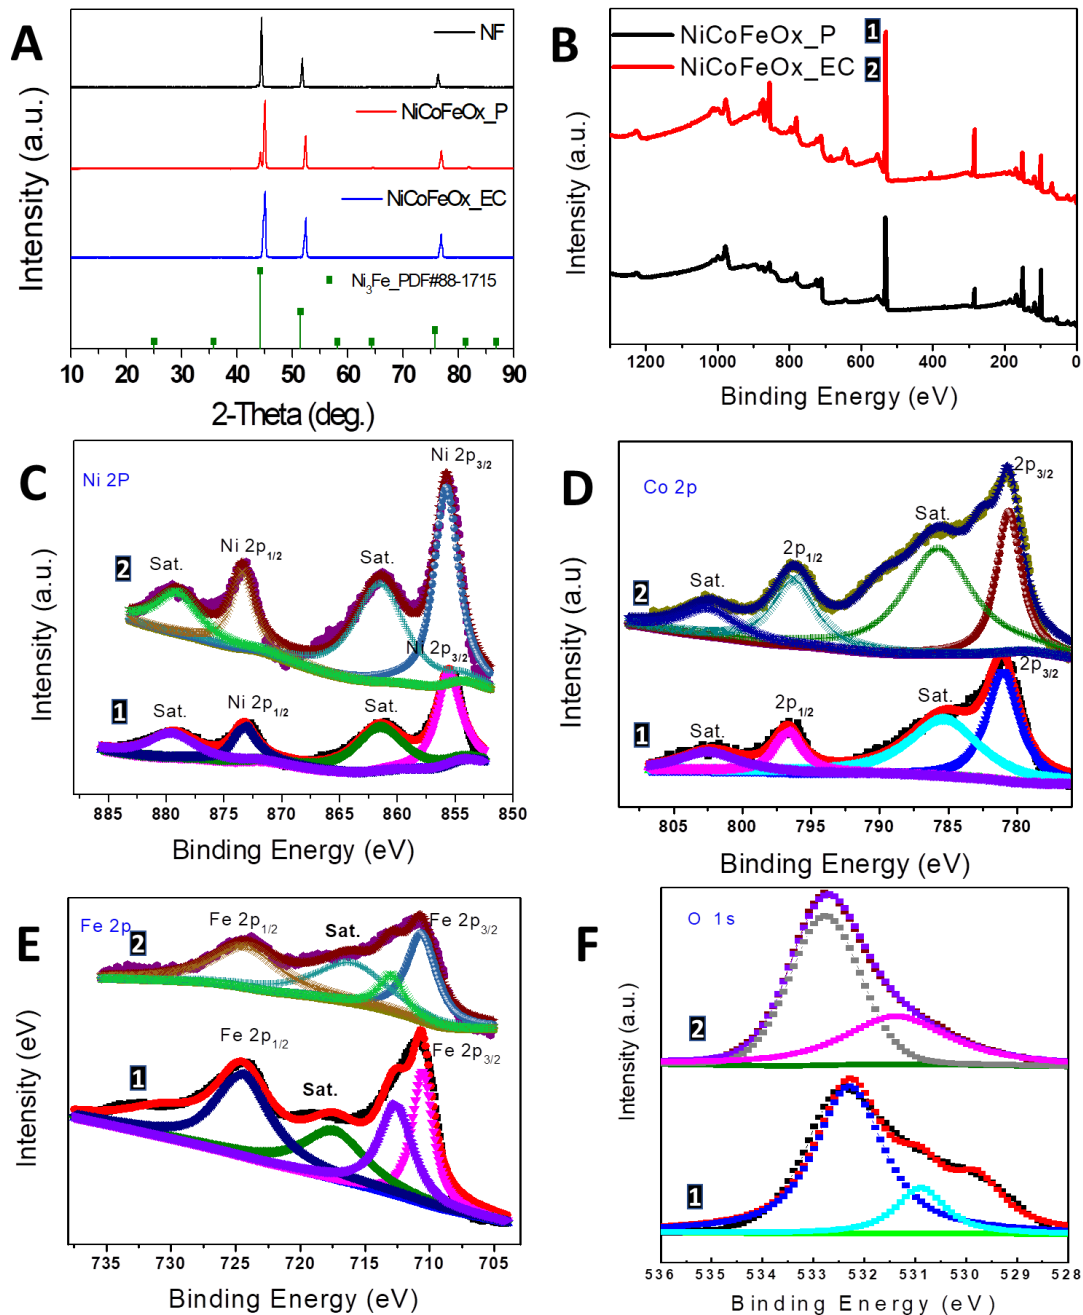 A
NF
NiCoFeOx_P
NiCoFeOx_EC
Ni3Fe_PDF#88-1715
Intensity (a.u.)
10 20 30 40 50 60 70 80 90
2-Theta (deg.)
B
NiCoFeOx_P 1
NiCoFeOx_EC 2
Intensity (a.u.)
1200 1000 800 600 400 200 0
Binding Energy (eV)
C
Ni 2P
Ni 2p3/2
2
Sat.
Ni 2p1/2
Sat.
Ni 2p3/2
1
Sat.
Ni 2p1/2
Sat.
Intensity (a.u.)
885 880 875 870 865 860 855 850
Binding Energy (eV)
D
Co 2p
2p3/2
Sat.
2p1/2
2
Sat.
2p3/2
Sat.
2p1/2
1
Sat.
Intensity (a.u.)
805 800 795 790 785 780
Binding Energy (eV)
E
Fe 2p
2
Fe 2p1/2
Sat.
Fe 2p3/2
Fe 2p1/2
Fe 2p3/2
1
Sat.
Intensity (eV)
735 730 725 720 715 710 705
Binding Energy (eV)
F
O 1s
2
1
Intensity (a.u.)
536 535 534 533 532 531 530 529 528
Binding Energy (eV)